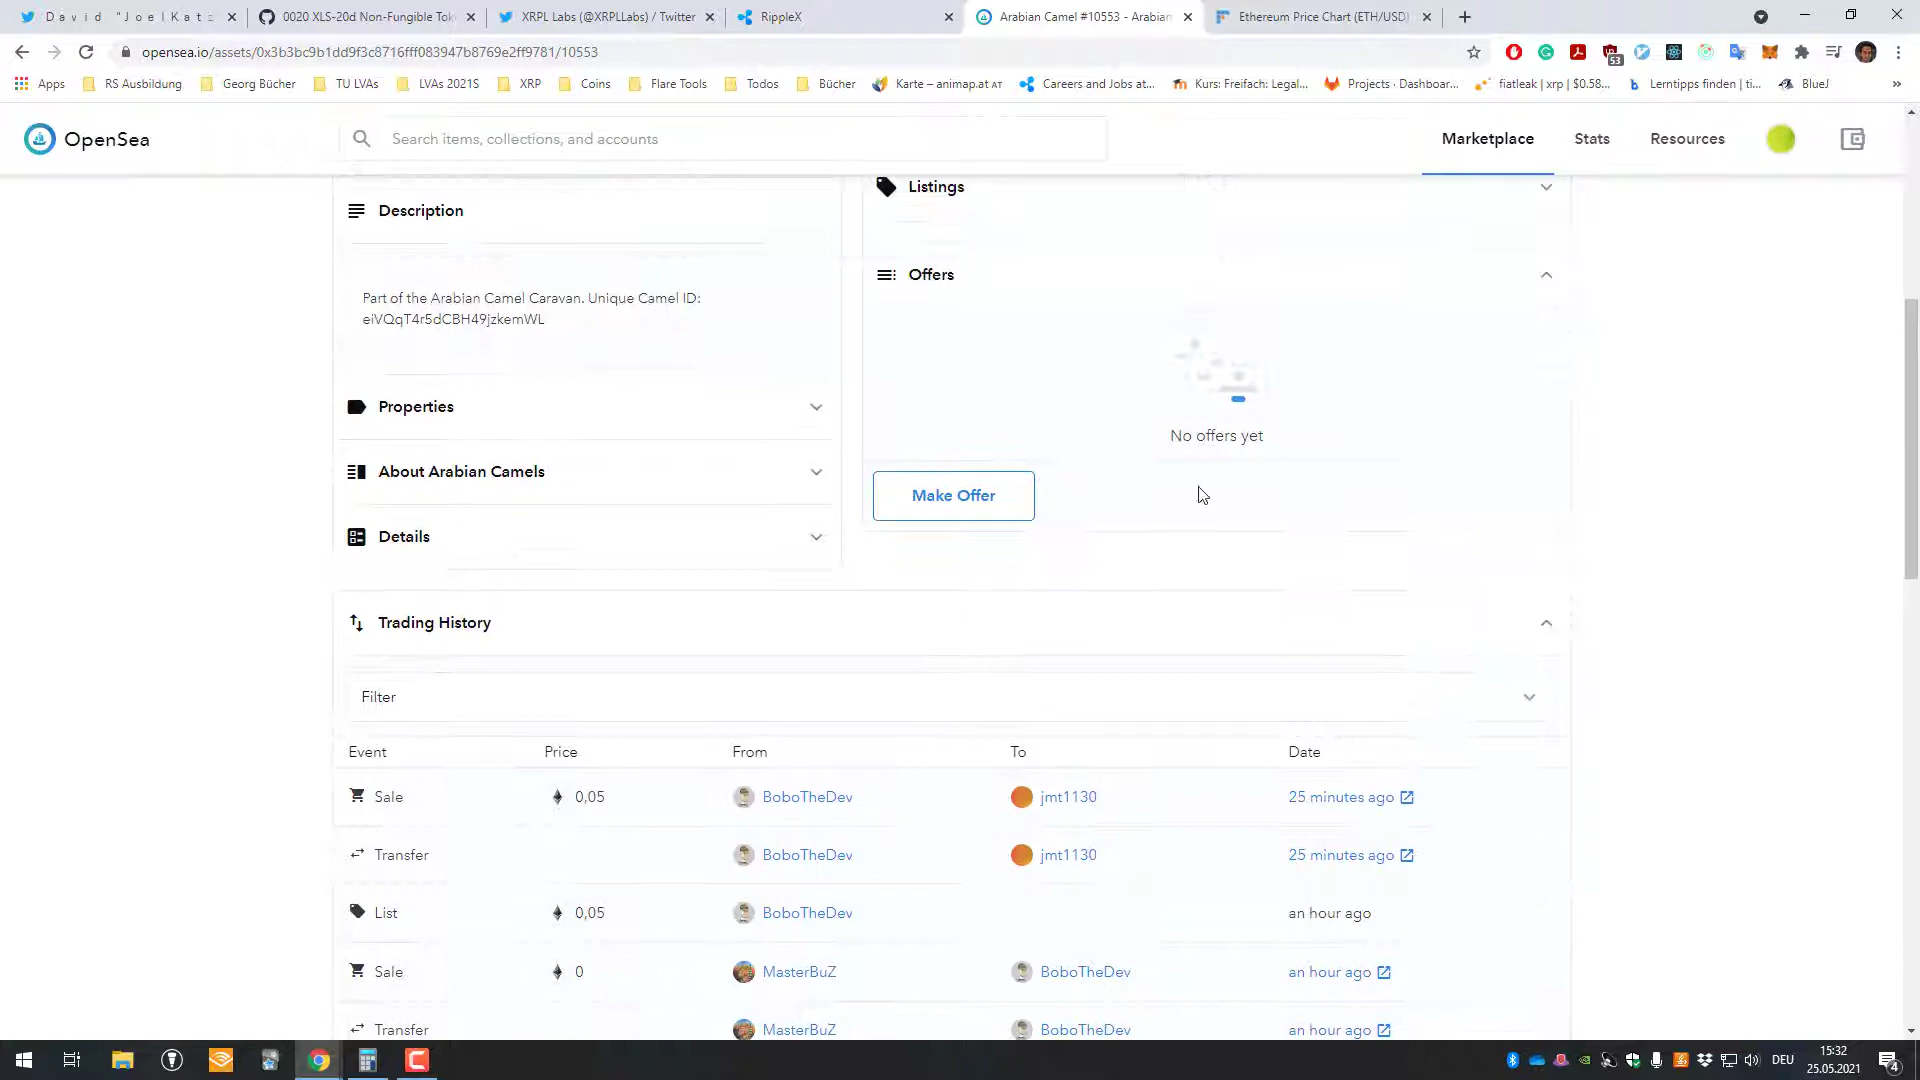 D a v i d "J o e l K a t z
0020 XLS-20d Non-Fungible Tok
XRPL Labs (@XRPLLabs) / Twitter
RippleX
Arabian Camel #10553 - Arabian
Ethereum Price Chart (ETH/USD)
opensea.io/assets/0x3b3bc9b1dd9f3c8716fff083947b8769e2ff9781/10553
53
Apps
RS Ausbildung
Georg Bücher
TU LVAs
LVAs 2021S
XRP
Coins
Flare Tools
Todos
Bücher
Karte – animap.at AT
Careers and Jobs at...
Kurs: Freifach: Legal...
Projects · Dashboar...
fiatleak | xrp | $0.58...
Lerntipps finden | ti...
BlueJ
»
OpenSea
Search items, collections, and accounts
Marketplace
Stats
Resources
Description
Part of the Arabian Camel Caravan. Unique Camel ID:
eiVQqT4r5dCBH49jzkemWL
Properties
About Arabian Camels
Details
Listings
Offers
No offers yet
Make Offer
Trading History
Filter
Event Price From To Date
Sale 0,05 BoboTheDev jmt1130 25 minutes ago
Transfer BoboTheDev jmt1130 25 minutes ago
List 0,05 BoboTheDev an hour ago
Sale 0 MasterBuZ BoboTheDev an hour ago
Transfer MasterBuZ BoboTheDev an hour ago
DEU
15:32
25.05.2021
4